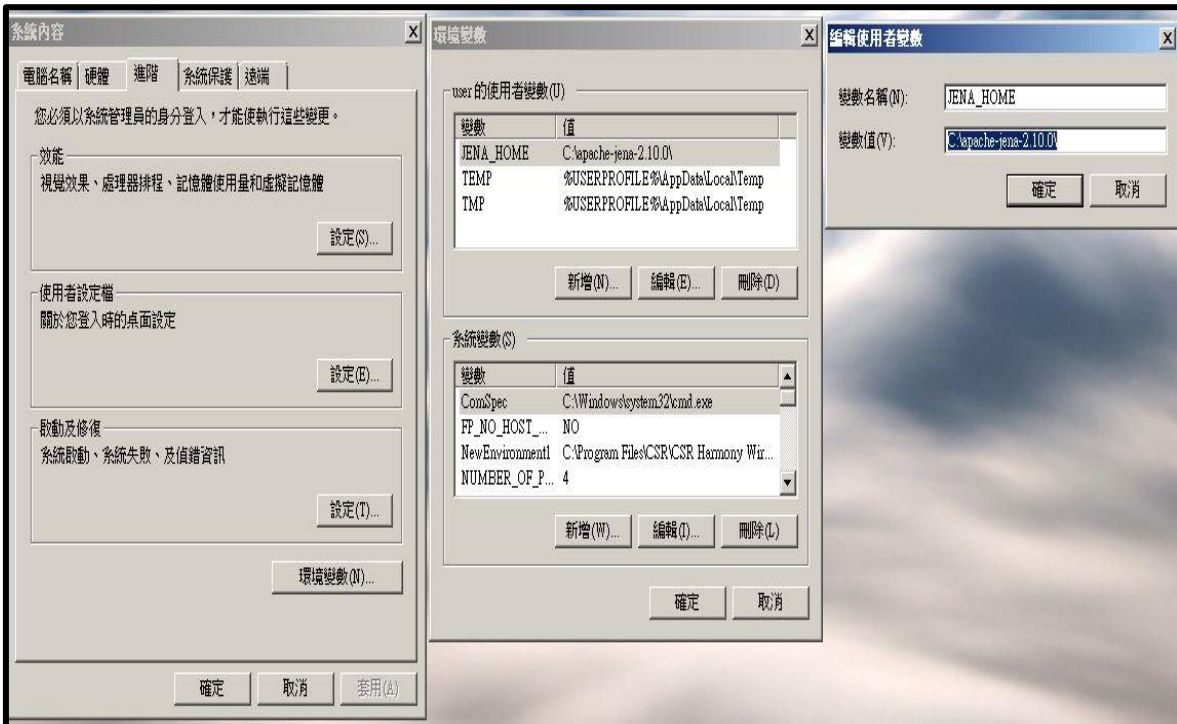 系統內容
電腦名稱 硬體 進階 系統保護 遠端
您必須以系統管理員的身分登入，才能使執行這些變更。
效能
視覺效果、處理器排程、記憶體使用量和虛擬記憶體
設定(S)...
使用者設定檔
關於您登入時的桌面設定
設定(E)...
啟動及修復
系統啟動、系統失敗、及偵錯資訊
設定(T)...
環境變數(N)...
確定 取消 套用(A)
環境變數
user 的使用者變數(U)
變數 值
JENA_HOME C:\apache-jena-2.10.0\
TEMP %USERPROFILE%\AppData\Local\Temp
TMP %USERPROFILE%\AppData\Local\Temp
新增(N)... 編輯(E)... 刪除(D)
系統變數(S)
變數 值
ComSpec C:\Windows\system32\cmd.exe
FP_NO_HOST_... NO
NewEnvironment1 C:\Program Files\CSR\CSR Harmony Wir...
NUMBER_OF_P... 4
新增(W)... 編輯(I)... 刪除(L)
確定 取消
編輯使用者變數
變數名稱(N): JENA_HOME
變數值(V): C:\apache-jena-2.10.0\
確定 取消